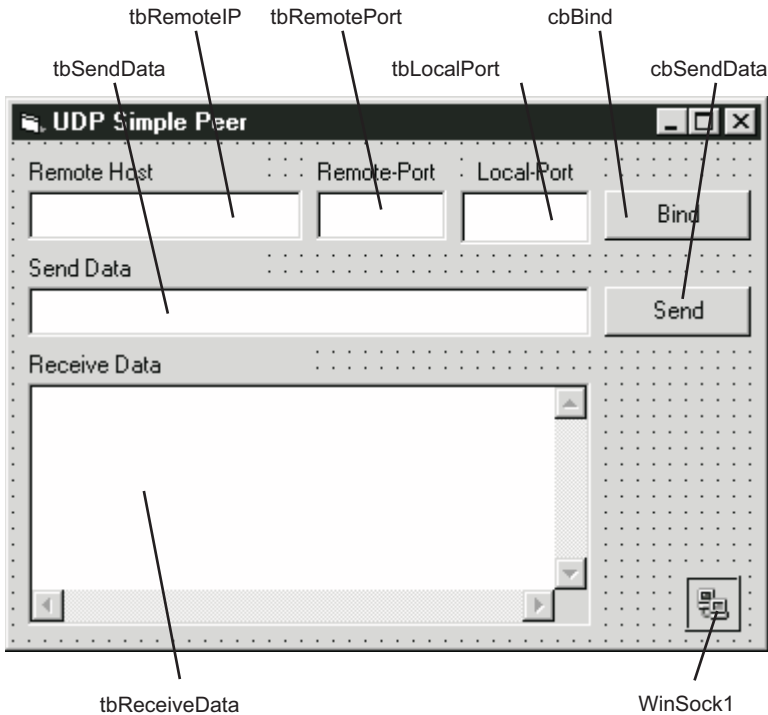 tbRemoteIP tbRemotePort cbBind
tbSendData tbLocalPort cbSendData
UDP Simple Peer
Remote Host Remote-Port Local-Port
Bind
Send Data
Send
Receive Data
tbReceiveData WinSock1